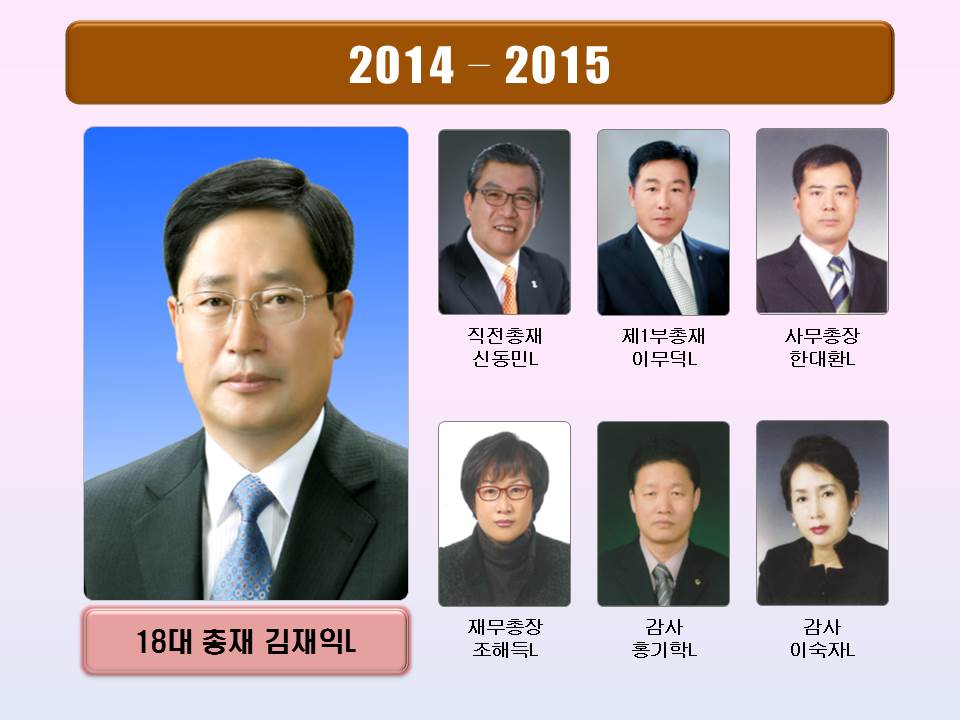 2014 – 2015
직전총재
신동민L
제1부총재
이무덕L
사무총장
한대환L
재무총장
조해득L
감사
홍기학L
감사
이숙자L
18대 총재 김재익L